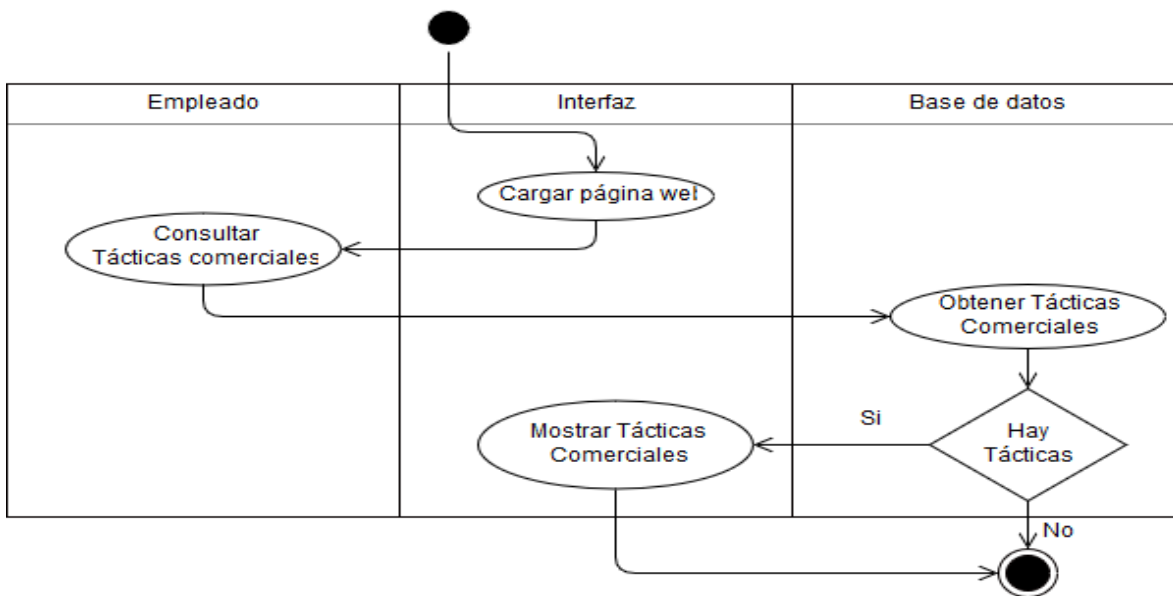 Empleado
Interfaz
Base de datos
Cargar página wel
Consultar
Tácticas comerciales
Obtener Tácticas
Comerciales
Si
Mostrar Tácticas
Comerciales
Hay
Tácticas
No